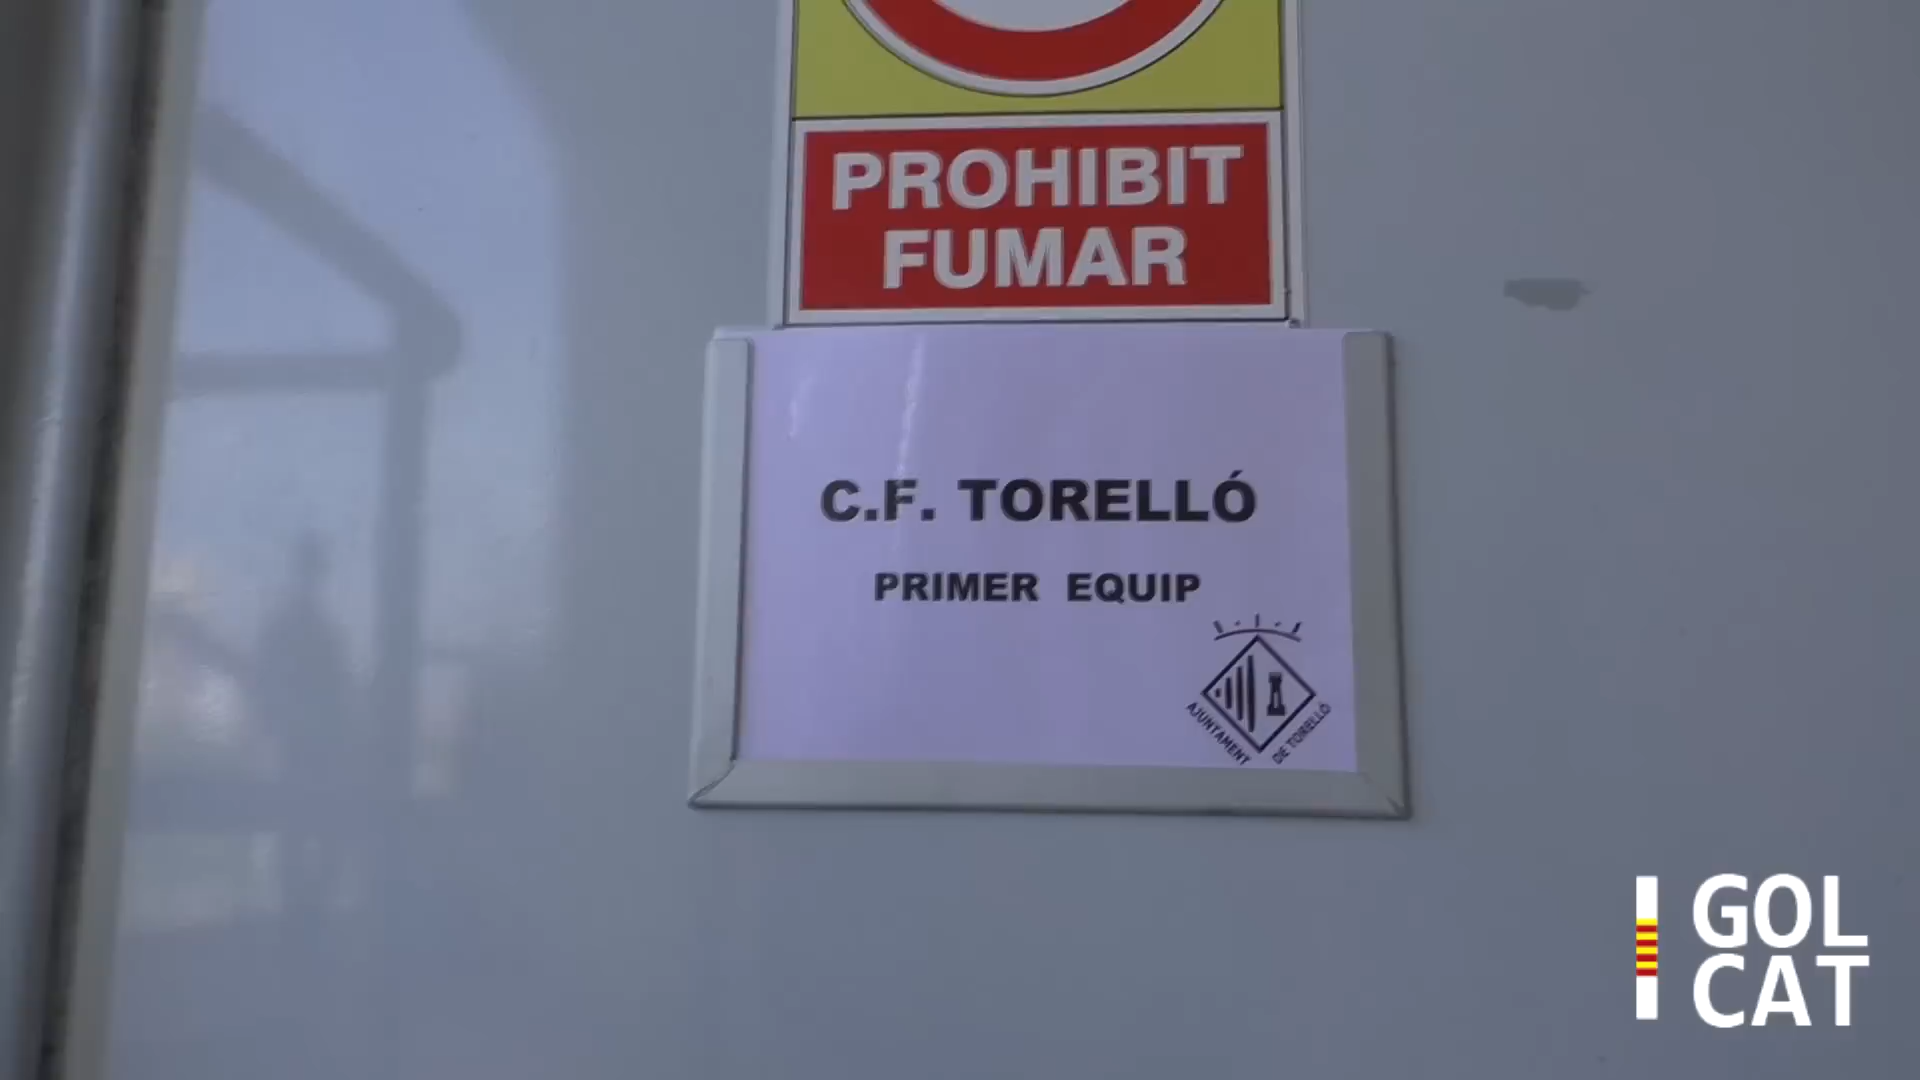 PROHIBIT
FUMAR
C.F. TORELLÓ
PRIMER EQUIP
AJUNTAMENT DE TORELLÓ
GOL
CAT